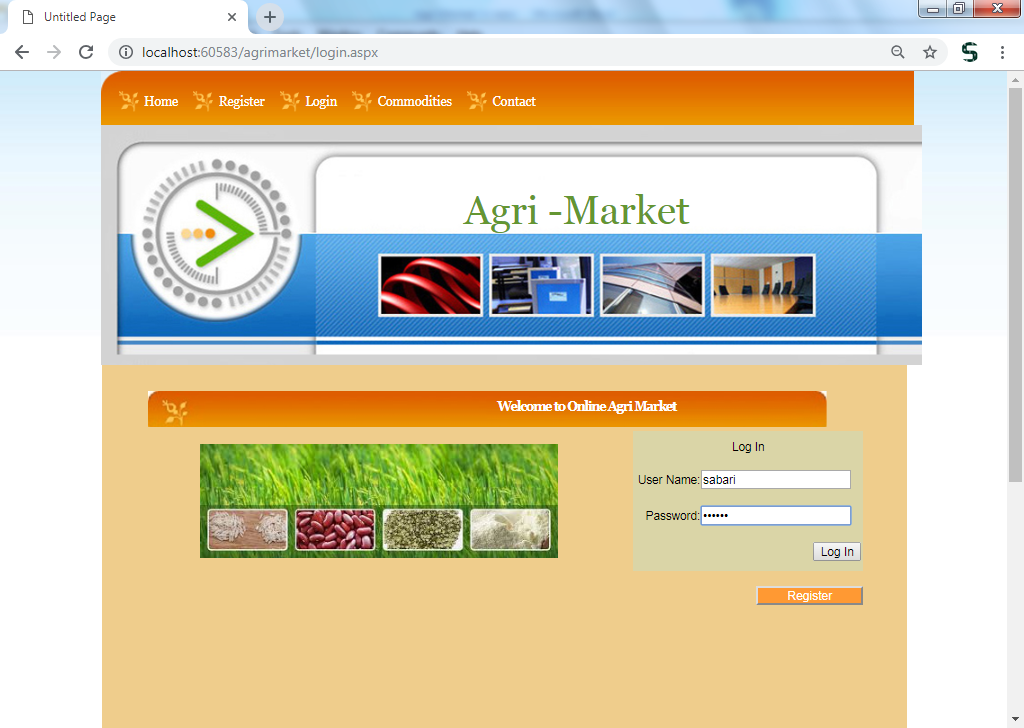 Untitled Page
localhost:60583/agrimarket/login.aspx
Home Register Login Commodities Contact
Agri -Market
Welcome to Online Agri Market
Log In
User Name: sabari
Password: ••••••
Log In
Register